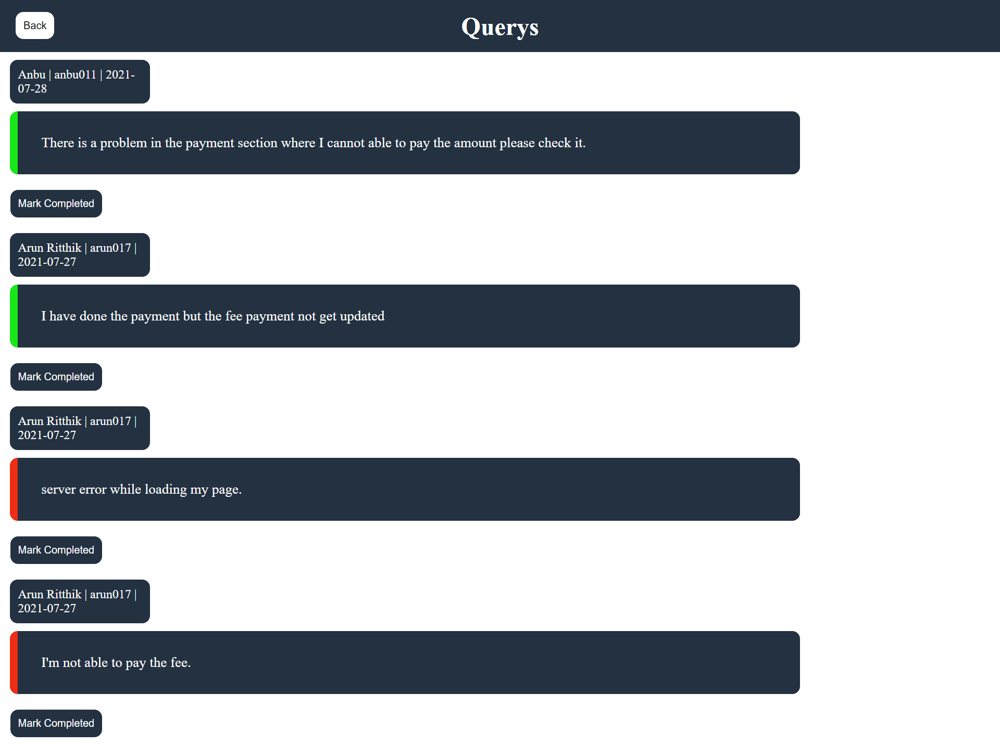 Back
Querys
Anbu | anbu011 | 2021-
07-28
There is a problem in the payment section where I cannot able to pay the amount please check it.
Mark Completed
Arun Ritthik | arun017 |
2021-07-27
I have done the payment but the fee payment not get updated
Mark Completed
Arun Ritthik | arun017 |
2021-07-27
server error while loading my page.
Mark Completed
Arun Ritthik | arun017 |
2021-07-27
I'm not able to pay the fee.
Mark Completed